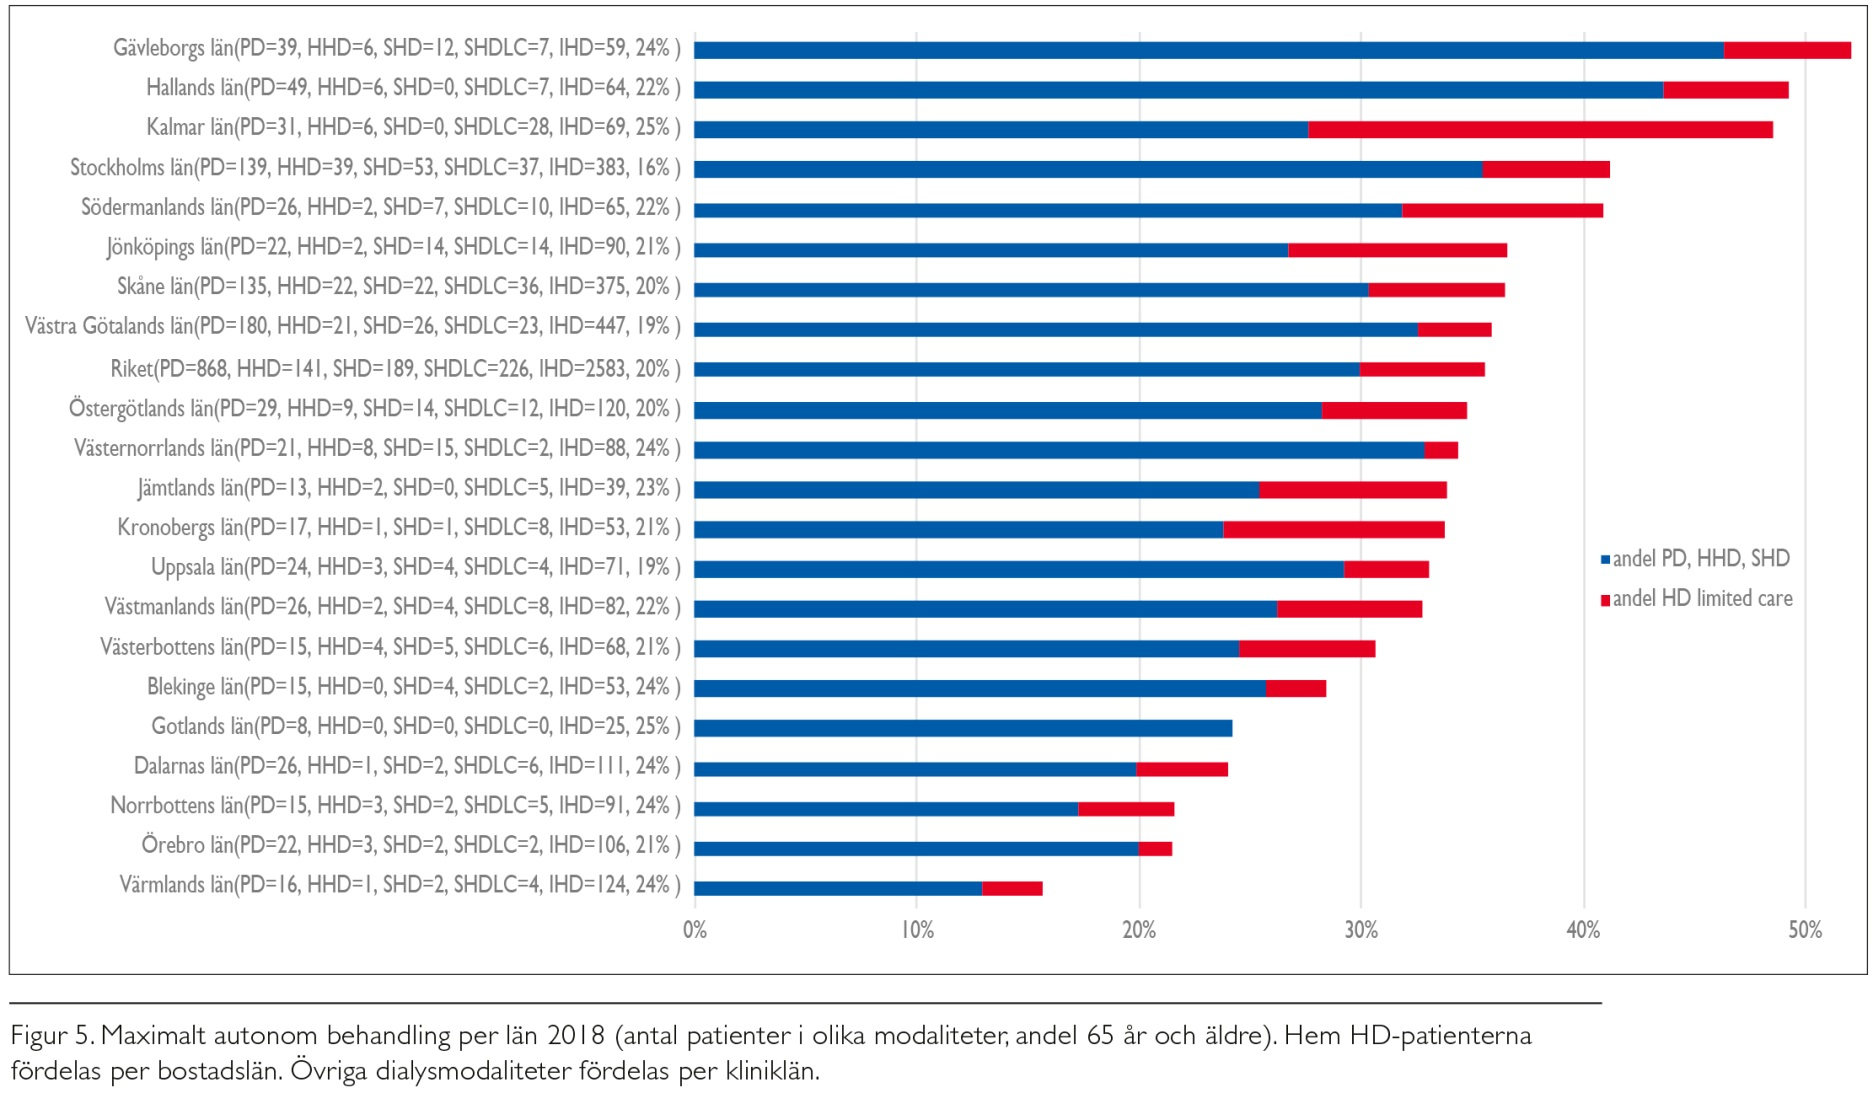 Gävleborgs län(PD=39, HHD=6, SHD=12, SHDLC=7, IHD=59, 24% )
Hallands län(PD=49, HHD=6, SHD=0, SHDLC=7, IHD=64, 22% )
Kalmar län(PD=31, HHD=6, SHD=0, SHDLC=28, IHD=69, 25% )
Stockholms län(PD=139, HHD=39, SHD=53, SHDLC=37, IHD=383, 16% )
Södermanlands län(PD=26, HHD=2, SHD=7, SHDLC=10, IHD=65, 22% )
Jönköpings län(PD=22, HHD=2, SHD=14, SHDLC=14, IHD=90, 21% )
Skåne län(PD=135, HHD=22, SHD=22, SHDLC=36, IHD=375, 20% )
Västra Götalands län(PD=180, HHD=21, SHD=26, SHDLC=23, IHD=447, 19% )
Riket(PD=868, HHD=141, SHD=189, SHDLC=226, IHD=2583, 20% )
Östergötlands län(PD=29, HHD=9, SHD=14, SHDLC=12, IHD=120, 20% )
Västernorrlands län(PD=21, HHD=8, SHD=15, SHDLC=2, IHD=88, 24% )
Jämtlands län(PD=13, HHD=2, SHD=0, SHDLC=5, IHD=39, 23% )
Kronobergs län(PD=17, HHD=1, SHD=1, SHDLC=8, IHD=53, 21% )
Uppsala län(PD=24, HHD=3, SHD=4, SHDLC=4, IHD=71, 19% )
Västmanlands län(PD=26, HHD=2, SHD=4, SHDLC=8, IHD=82, 22% )
Västerbottens län(PD=15, HHD=4, SHD=5, SHDLC=6, IHD=68, 21% )
Blekinge län(PD=15, HHD=0, SHD=4, SHDLC=2, IHD=53, 24% )
Gotlands län(PD=8, HHD=0, SHD=0, SHDLC=0, IHD=25, 25% )
Dalarnas län(PD=26, HHD=1, SHD=2, SHDLC=6, IHD=111, 24% )
Norrbottens län(PD=15, HHD=3, SHD=2, SHDLC=5, IHD=91, 24% )
Örebro län(PD=22, HHD=3, SHD=2, SHDLC=2, IHD=106, 21% )
Värmlands län(PD=16, HHD=1, SHD=2, SHDLC=4, IHD=124, 24% )
0% 10% 20% 30% 40% 50%
andel PD, HHD, SHD
andel HD limited care
Figur 5. Maximalt autonom behandling per län 2018 (antal patienter i olika modaliteter, andel 65 år och äldre). Hem HD-patienterna
fördelas per bostadslän. Övriga dialysmodaliteter fördelas per kliniklän.